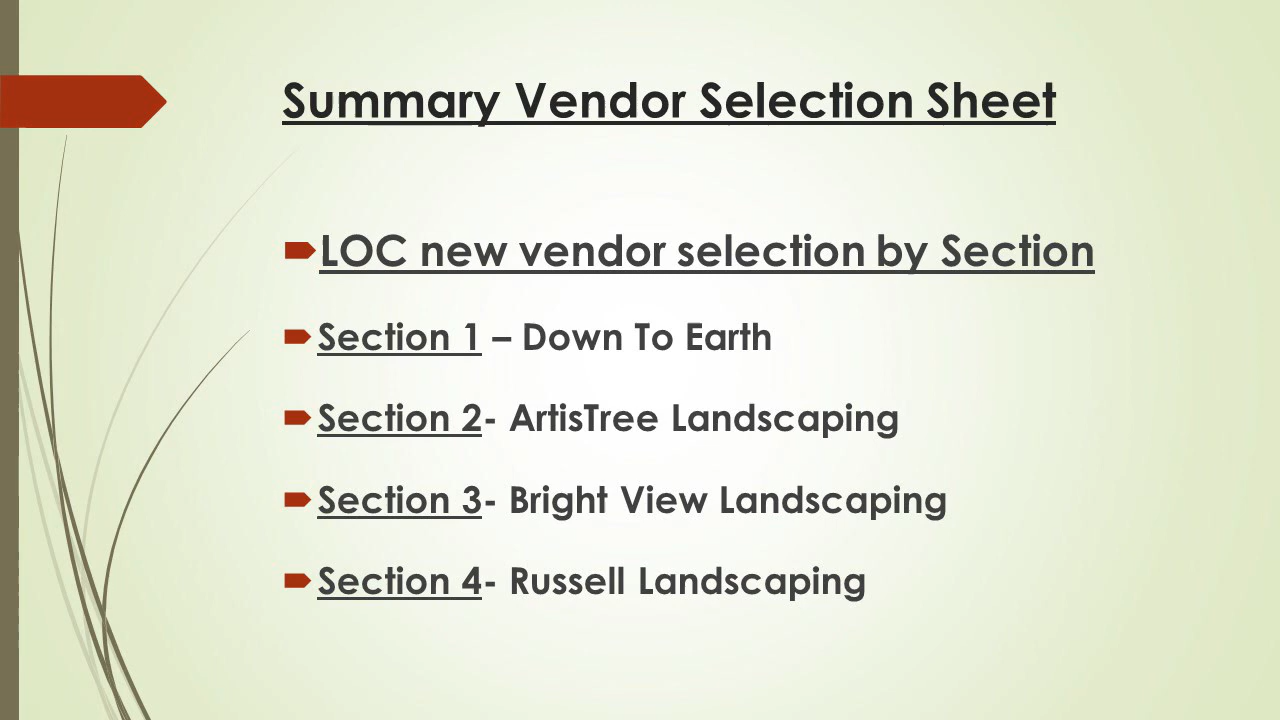 Summary Vendor Selection Sheet
LOC new vendor selection by Section
Section 1 – Down To Earth
Section 2- ArtisTree Landscaping
Section 3- Bright View Landscaping
Section 4- Russell Landscaping